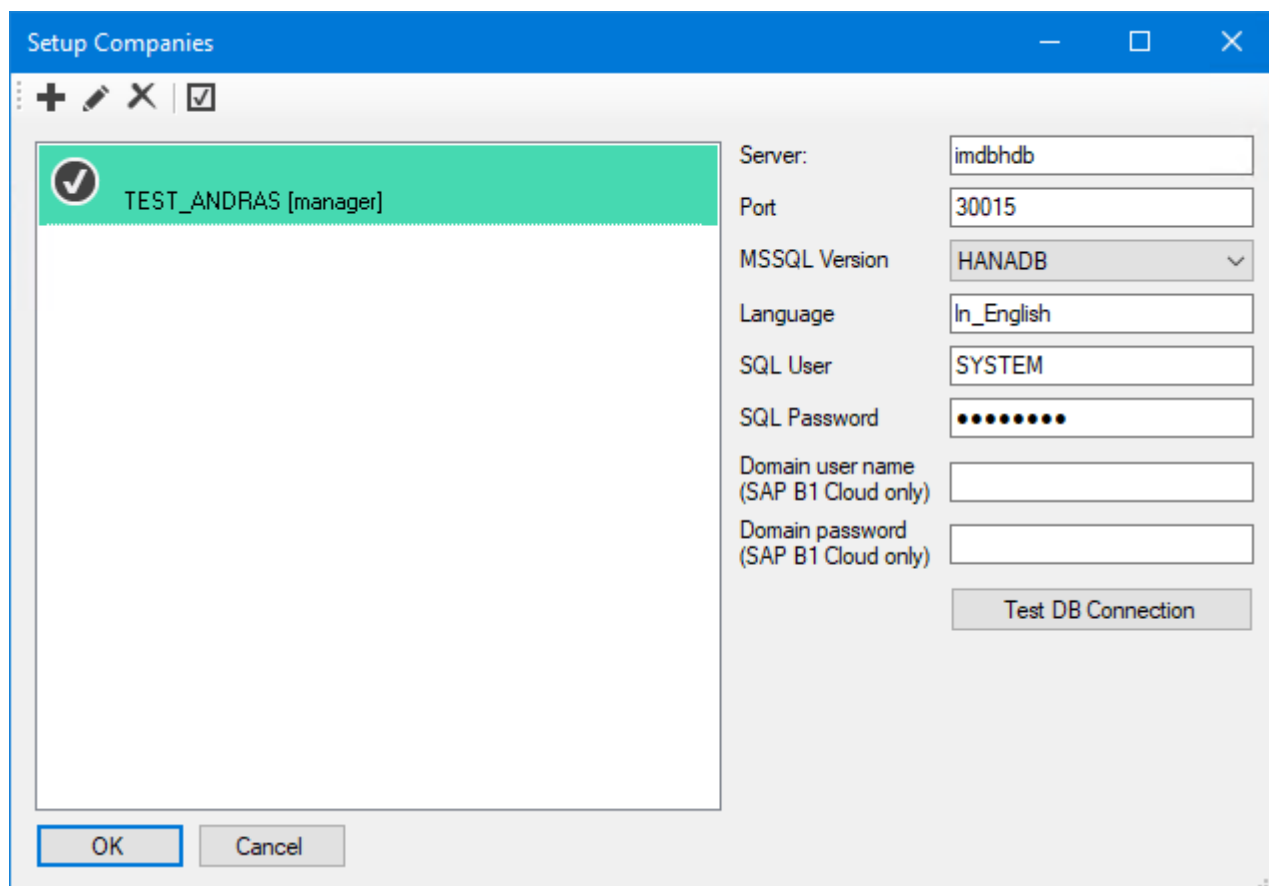 Setup Companies
TEST_ANDRAS [manager]
Server:
imdbhdb
Port
30015
MSSQL Version
HANADB
Language
ln_English
SQL User
SYSTEM
SQL Password
●●●●●●●●
Domain user name
(SAP B1 Cloud only)
Domain password
(SAP B1 Cloud only)
Test DB Connection
OK
Cancel